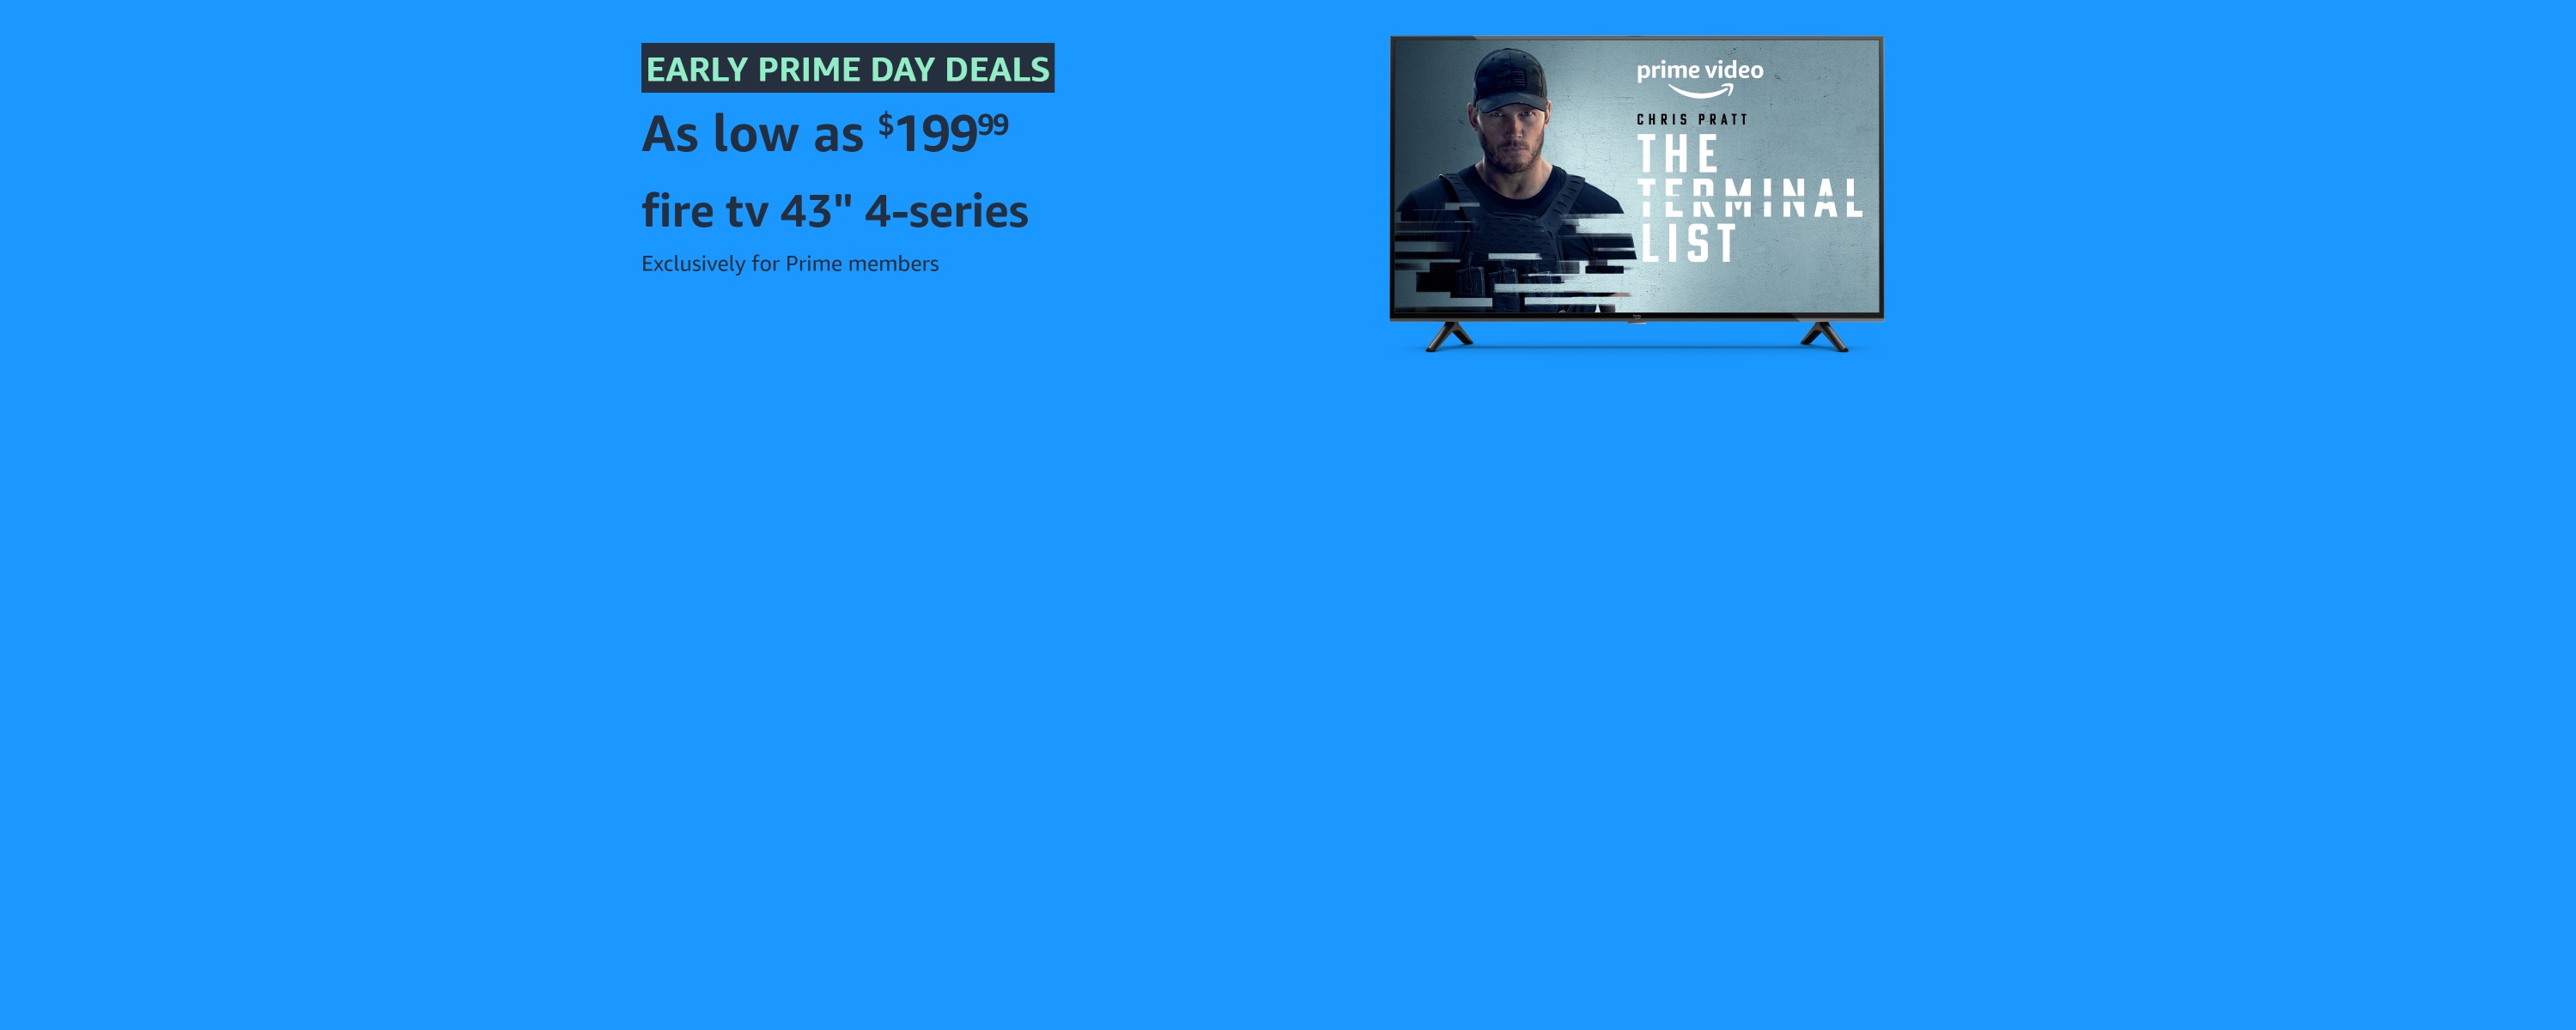 EARLY PRIME DAY DEALS
As low as $199⁹⁹
fire tv 43" 4-series
Exclusively for Prime members
prime video
CHRIS PRATT
THE
TERMINAL
LIST